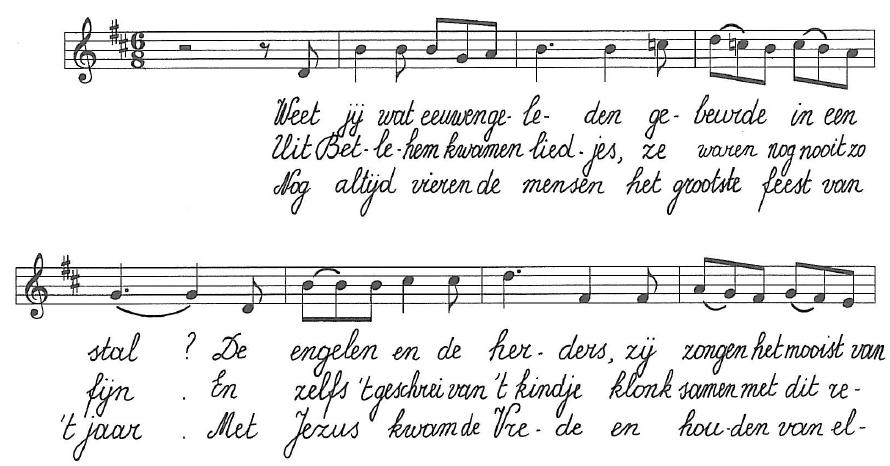 6
8
Weet jij wat eeuwenge-le- den ge-beurde in een
Uit Bet-le-hem kwamen lied-jes, ze waren nog nooit zo
Nog altijd vieren de mensen het grootste feest van
stal ? De engelen en de her-ders, zij zongen het mooist van
fijn . En zelfs 't geschrei van 't kindje klonk samen met dit re-
't jaar . Met Jezus kwam de Vre-de en hou-den van el-